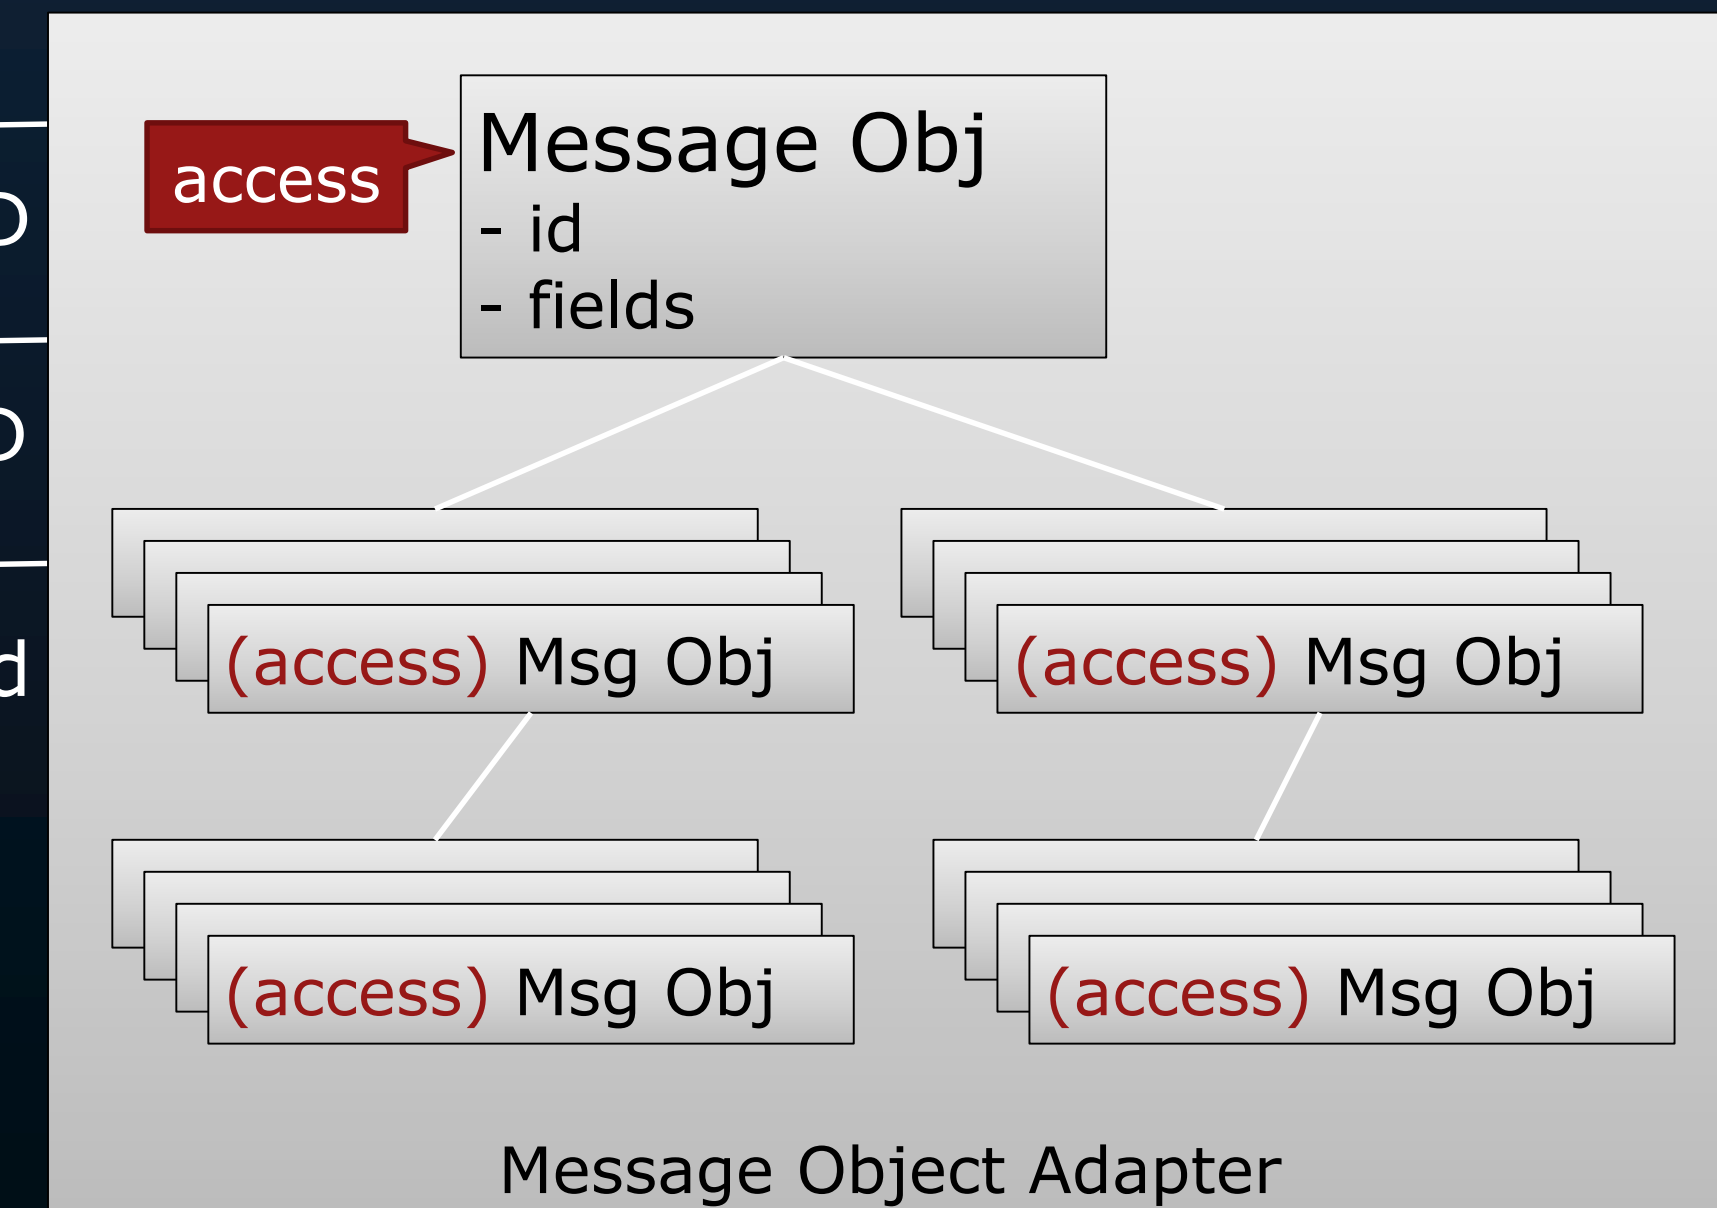 access
Message Obj
- id
- fields
(access) Msg Obj
(access) Msg Obj
(access) Msg Obj
(access) Msg Obj
Message Object Adapter